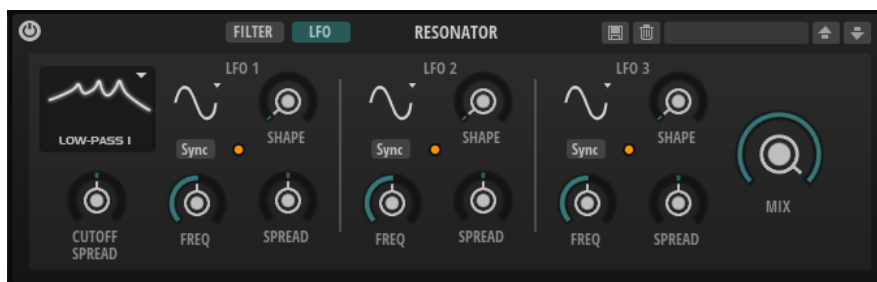 FILTER LFO RESONATOR
LFO 1 LFO 2 LFO 3
LOW-PASS I
SHAPE SHAPE SHAPE
Sync Sync Sync
MIX
CUTOFF
SPREAD
FREQ SPREAD FREQ SPREAD FREQ SPREAD